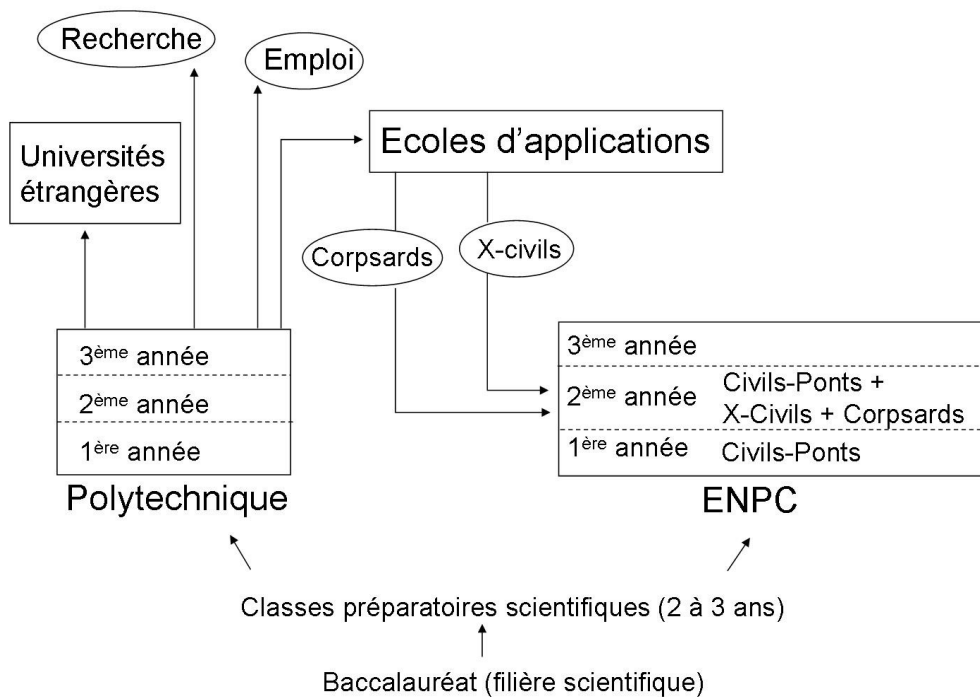 Recherche
Emploi
Universités
étrangères
Ecoles d'applications
Corpsards
X-civils
3ème année
2ème année
1ère année
Polytechnique
3ème année
2ème année Civils-Ponts +
X-Civils + Corpsards
1ère année Civils-Ponts
ENPC
Classes préparatoires scientifiques (2 à 3 ans)
Baccalauréat (filière scientifique)